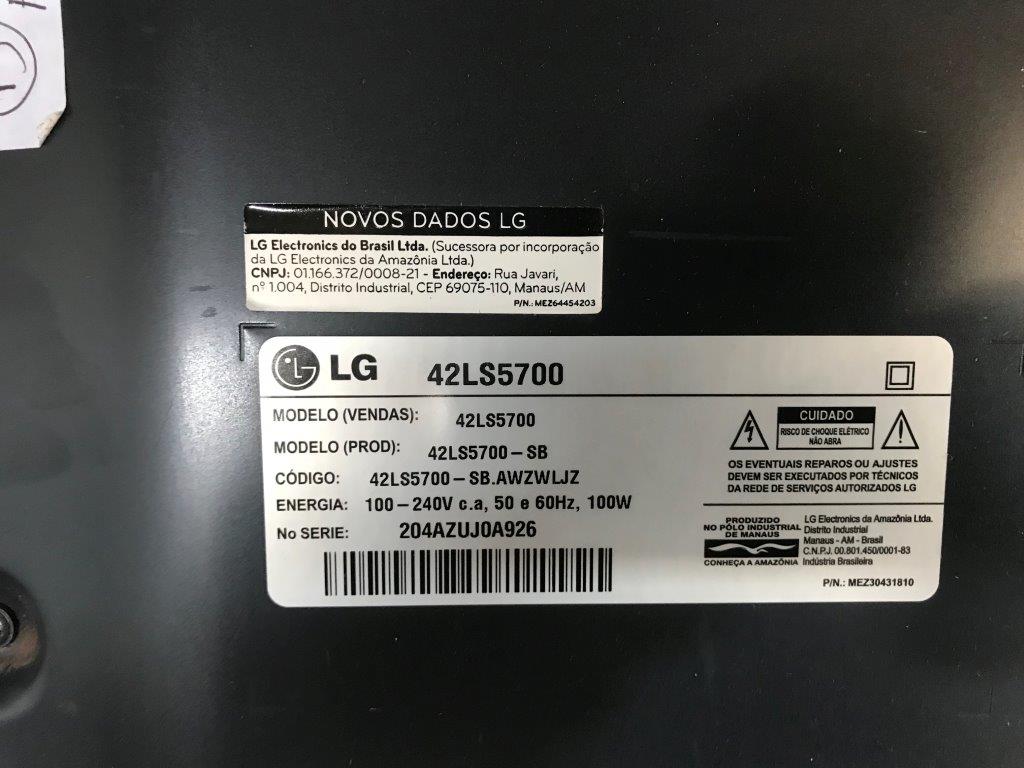 NOVOS DADOS LG
LG Electronics do Brasil Ltda. (Sucessora por incorporação
da LG Electronics da Amazônia Ltda.)
CNPJ: 01.166.372/0008-21 - Endereço: Rua Javari,
nº 1.004, Distrito Industrial, CEP 69075-110, Manaus/AM
P/N.: MEZ64454203
LG 42LS5700
MODELO (VENDAS): 42LS5700
MODELO (PROD): 42LS5700-SB
CÓDIGO: 42LS5700-SB.AWZWLJZ
ENERGIA: 100-240V c.a, 50 e 60Hz, 100W
No SERIE: 204AZUJ0A926
CUIDADO
RISCO DE CHOQUE ELÉTRICO
NÃO ABRA
OS EVENTUAIS REPAROS OU AJUSTES
DEVEM SER EXECUTADOS POR TÉCNICOS
DA REDE DE SERVIÇOS AUTORIZADOS LG
PRODUZIDO
NO PÓLO INDUSTRIAL
DE MANAUS
CONHEÇA A AMAZÔNIA
LG Electronics da Amazônia Ltda.
Distrito Industrial
Manaus - AM - Brasil
C.N.P.J. 00.801.450/0001-83
Indústria Brasileira
P/N.: MEZ30431810